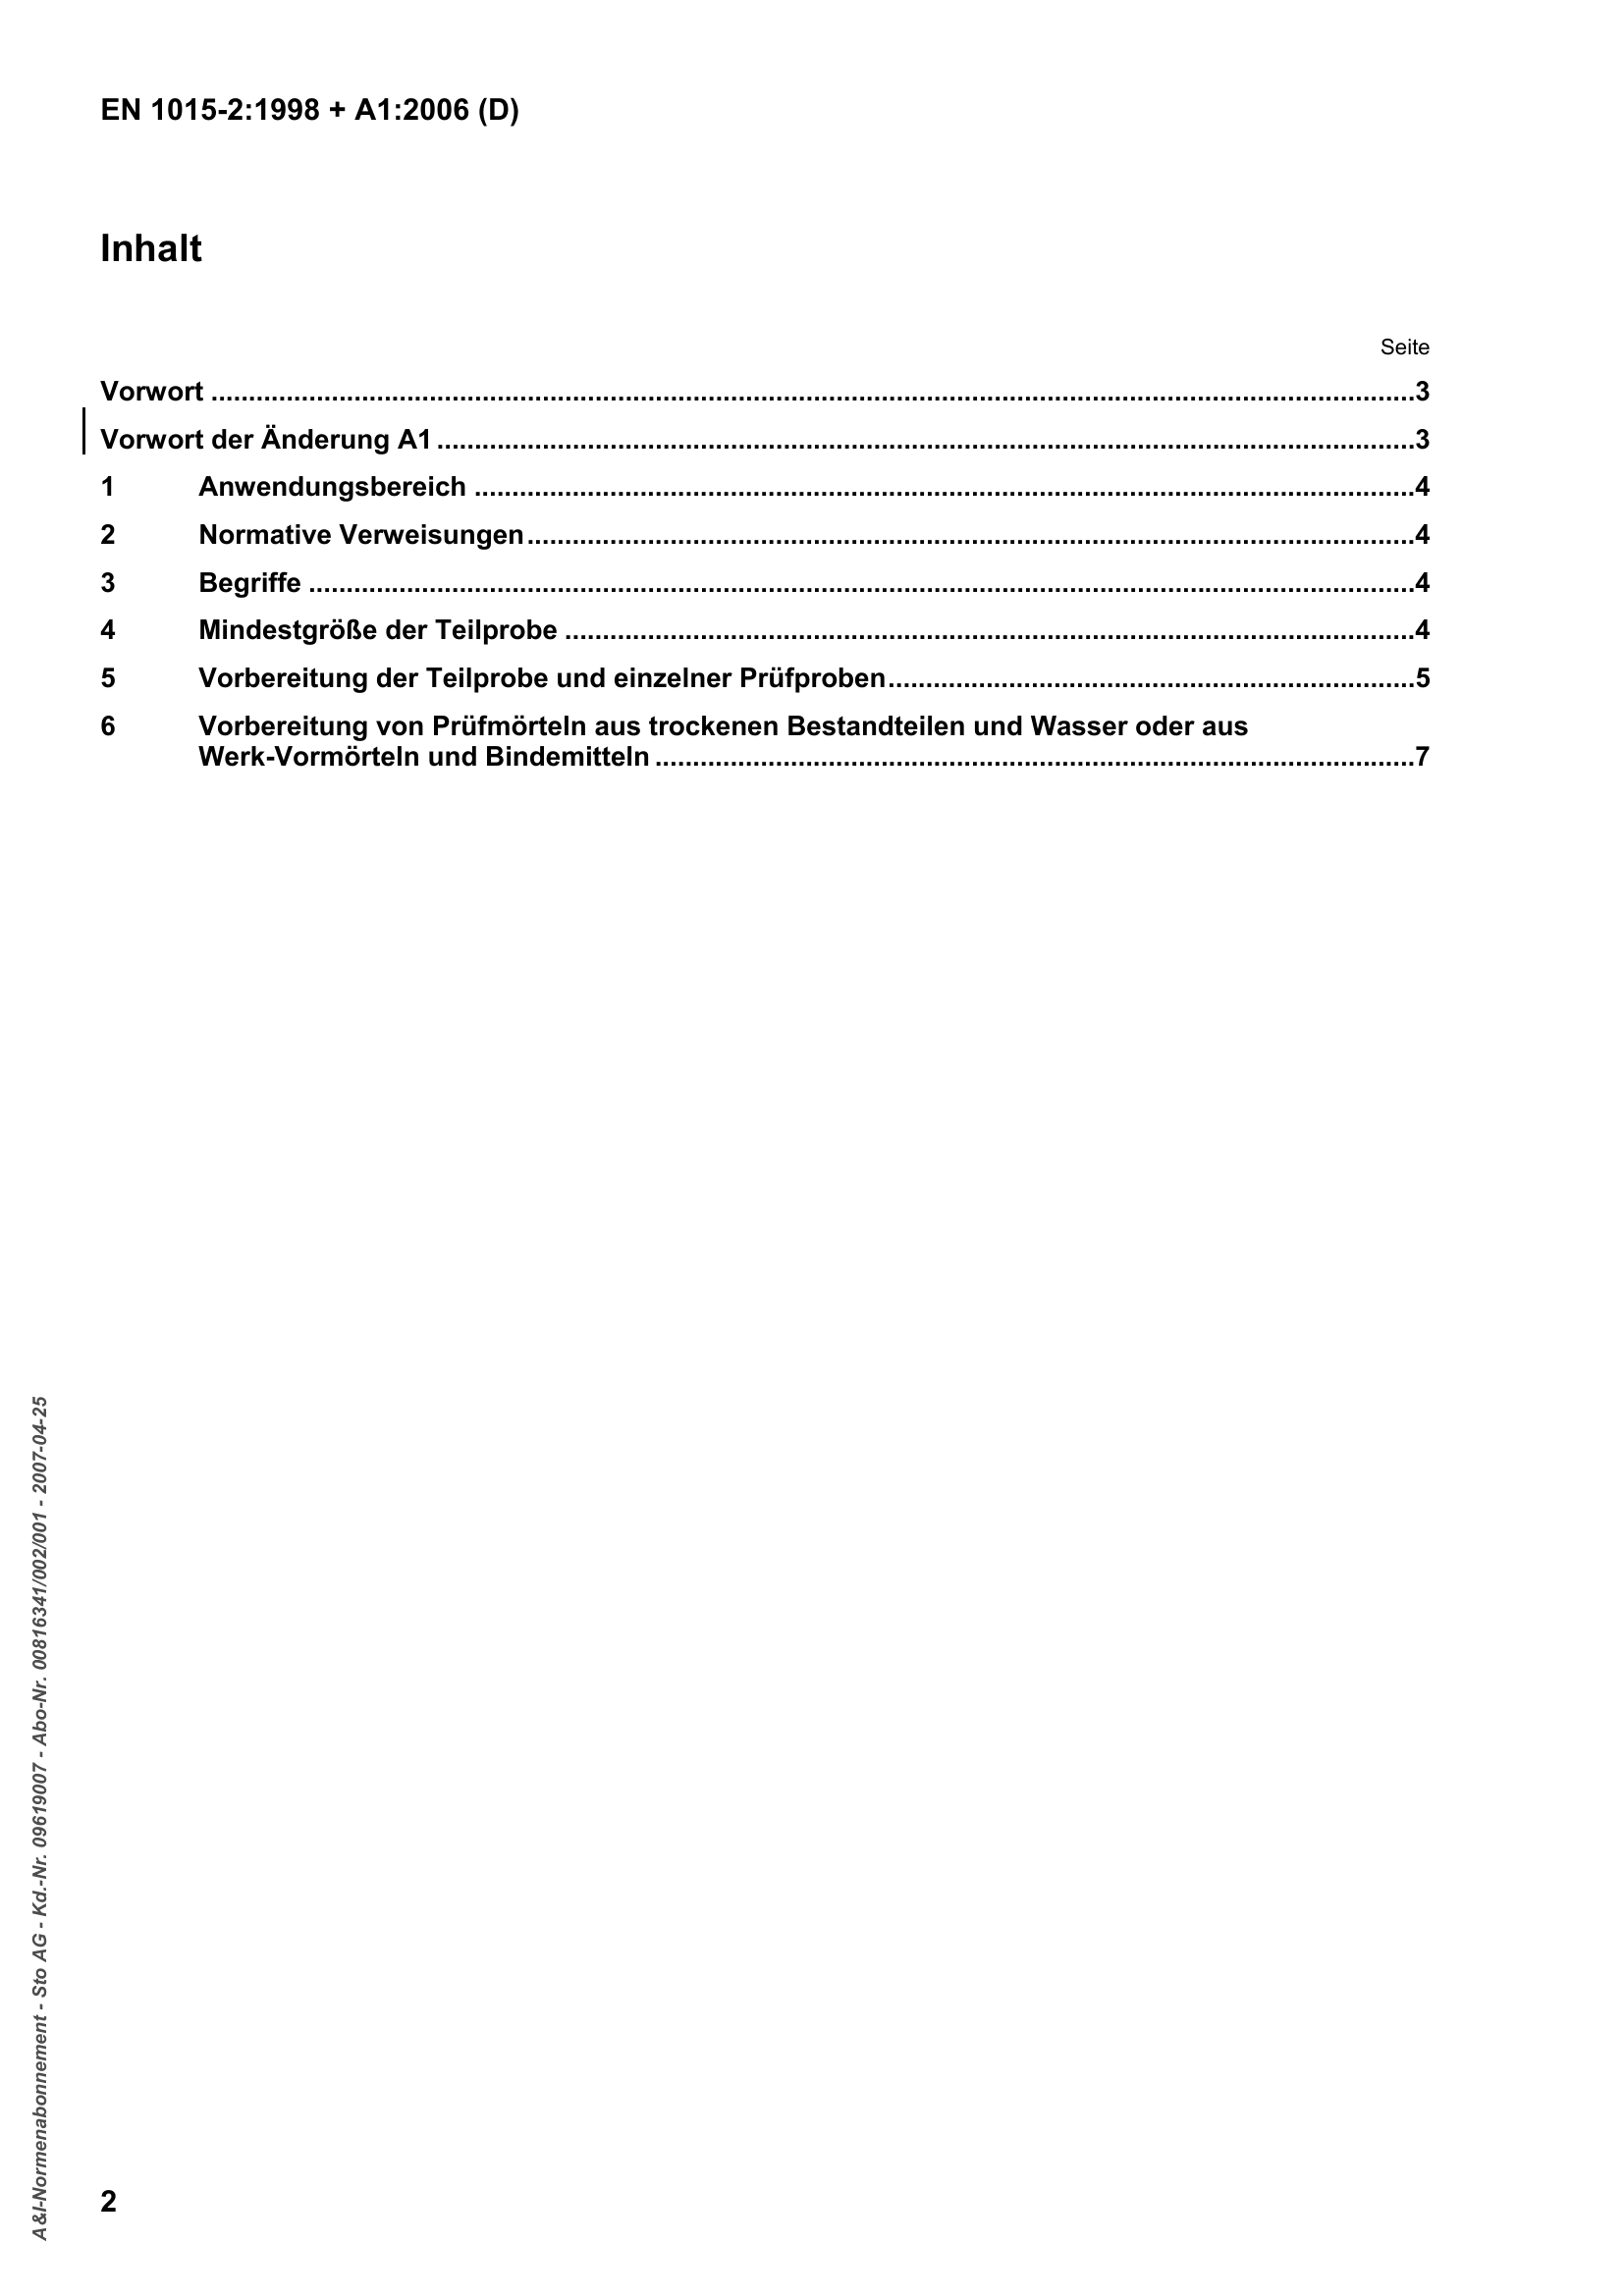 EN 1015-2:1998 + A1:2006 (D)
Inhalt
Seite
Vorwort ................................................................................................................................................................3
Vorwort der Änderung A1 ..................................................................................................................................3
1 Anwendungsbereich .............................................................................................................................4
2 Normative Verweisungen......................................................................................................................4
3 Begriffe ...................................................................................................................................................4
4 Mindestgröße der Teilprobe .................................................................................................................4
5 Vorbereitung der Teilprobe und einzelner Prüfproben......................................................................5
6 Vorbereitung von Prüfmörteln aus trockenen Bestandteilen und Wasser oder aus
Werk-Vormörteln und Bindemitteln .....................................................................................................7
A&I-Normenabonnement - Sto AG - Kd.-Nr. 09619007 - Abo-Nr. 00816341/002/001 - 2007-04-25
2